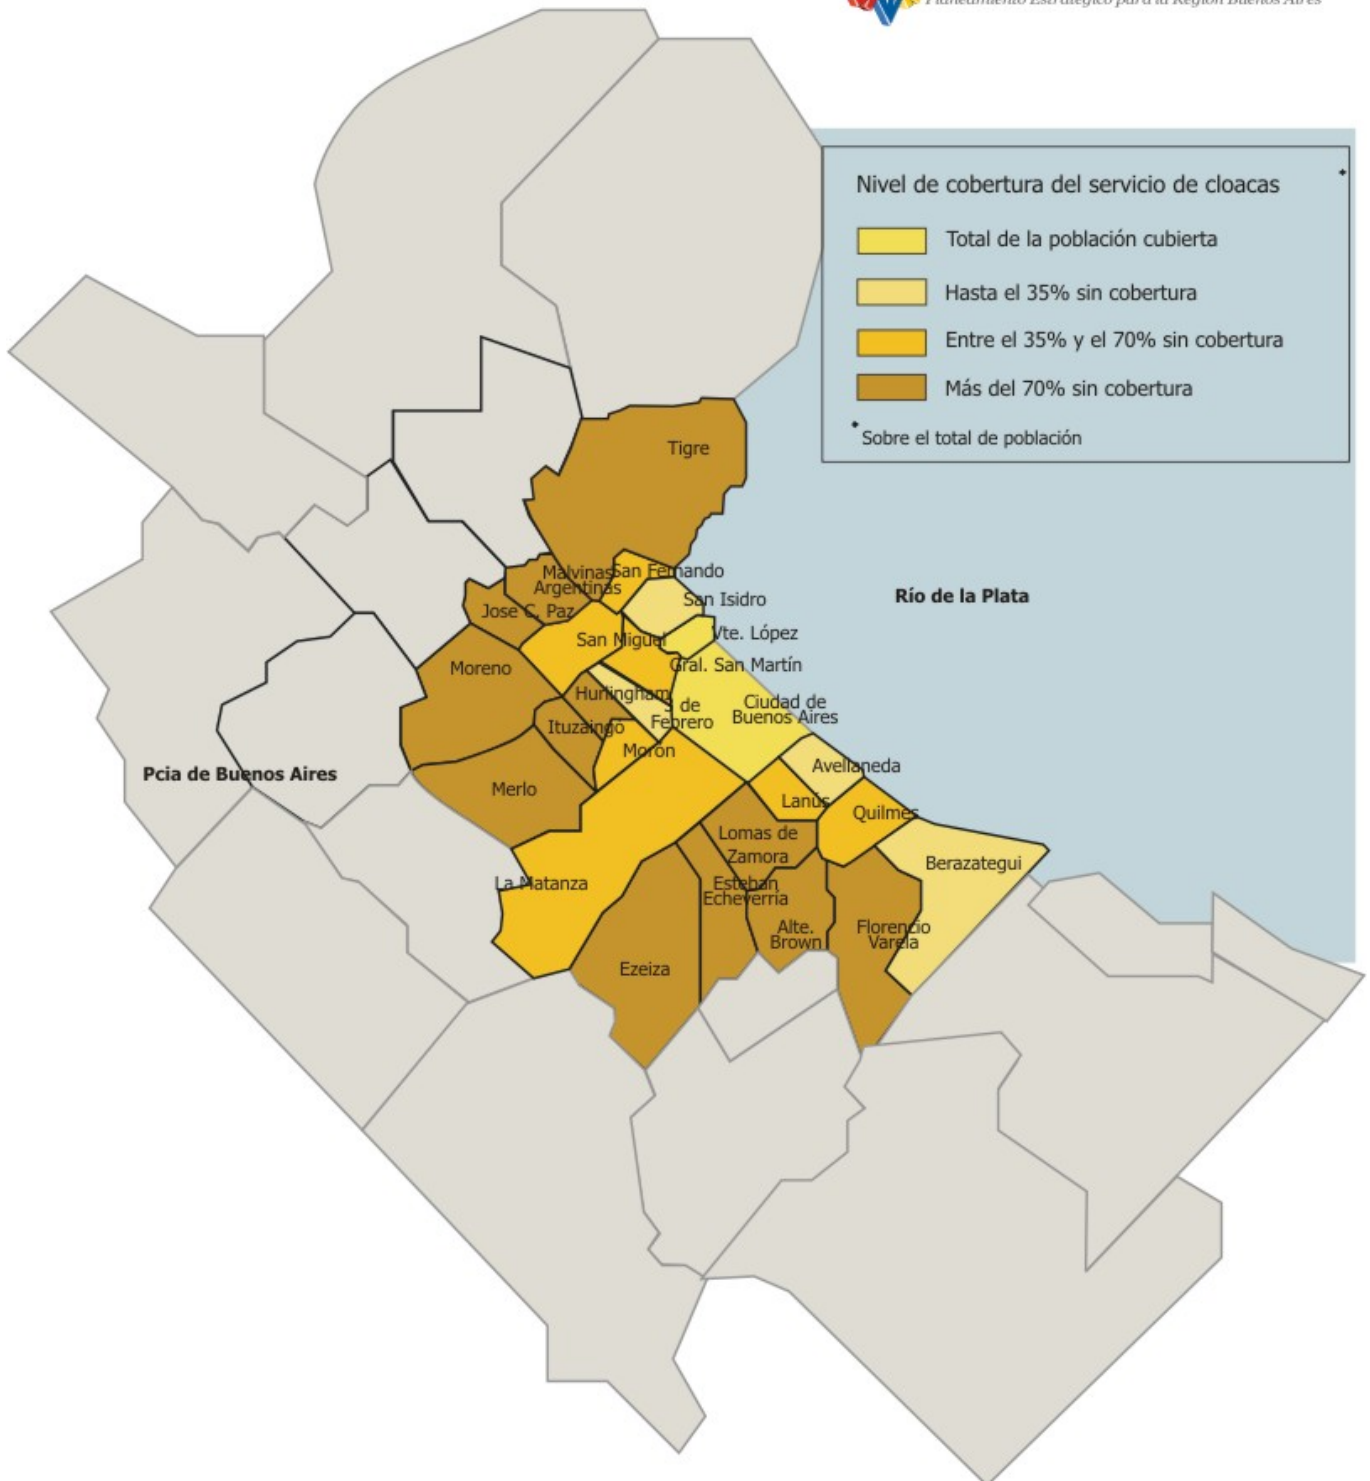 Planeamiento Estratégico para la Región Buenos Aires
Nivel de cobertura del servicio de cloacas
Total de la población cubierta
Hasta el 35% sin cobertura
Entre el 35% y el 70% sin cobertura
Más del 70% sin cobertura
Sobre el total de población
Tigre
Malvinas
Argentinas
San Fernando
Jose C. Paz
San Isidro
Río de la Plata
San Miguel
Vte. López
Moreno
Gral. San Martín
Hurlingham
3 de
Febrero
Ciudad de
Buenos Aires
Ituzaingó
Morón
Pcia de Buenos Aires
Merlo
Avellaneda
Lanús
Quilmes
Lomas de
Zamora
Berazategui
La Matanza
Esteban
Echeverría
Alte.
Brown
Florencio
Varela
Ezeiza